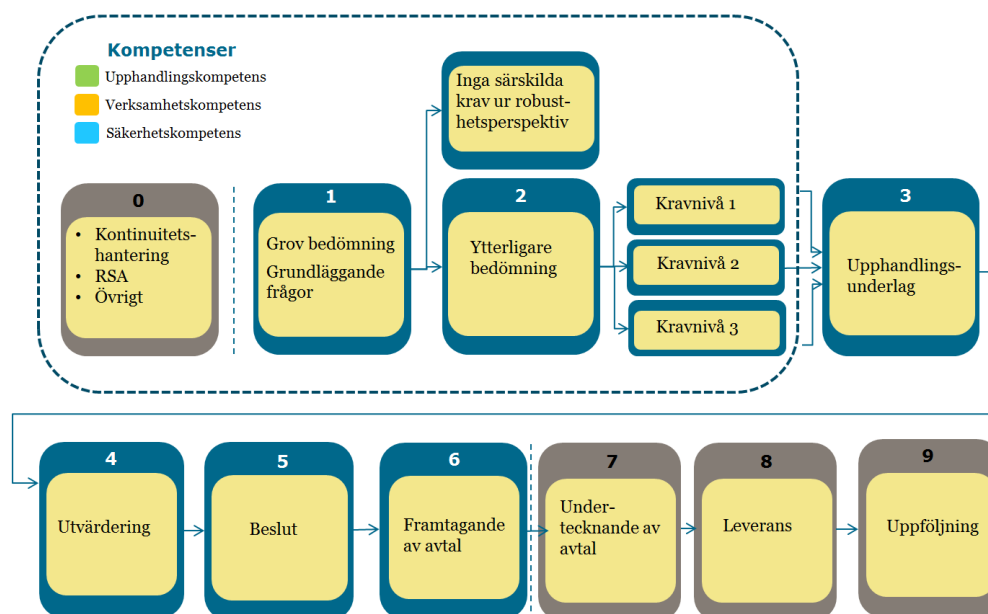 Kompetenser
Upphandlingskompetens
Verksamhetskompetens
Säkerhetskompetens
Inga särskilda
krav ur robust-
hetsperspektiv
0
• Kontinuitets-
hantering
• RSA
• Övrigt
1
Grov bedömning
Grundläggande
frågor
2
Ytterligare
bedömning
Kravnivå 1
Kravnivå 2
Kravnivå 3
3
Upphandlings-
underlag
4
Utvärdering
5
Beslut
6
Framtagande
av avtal
7
Under-
tecknande av
avtal
8
Leverans
9
Uppföljning